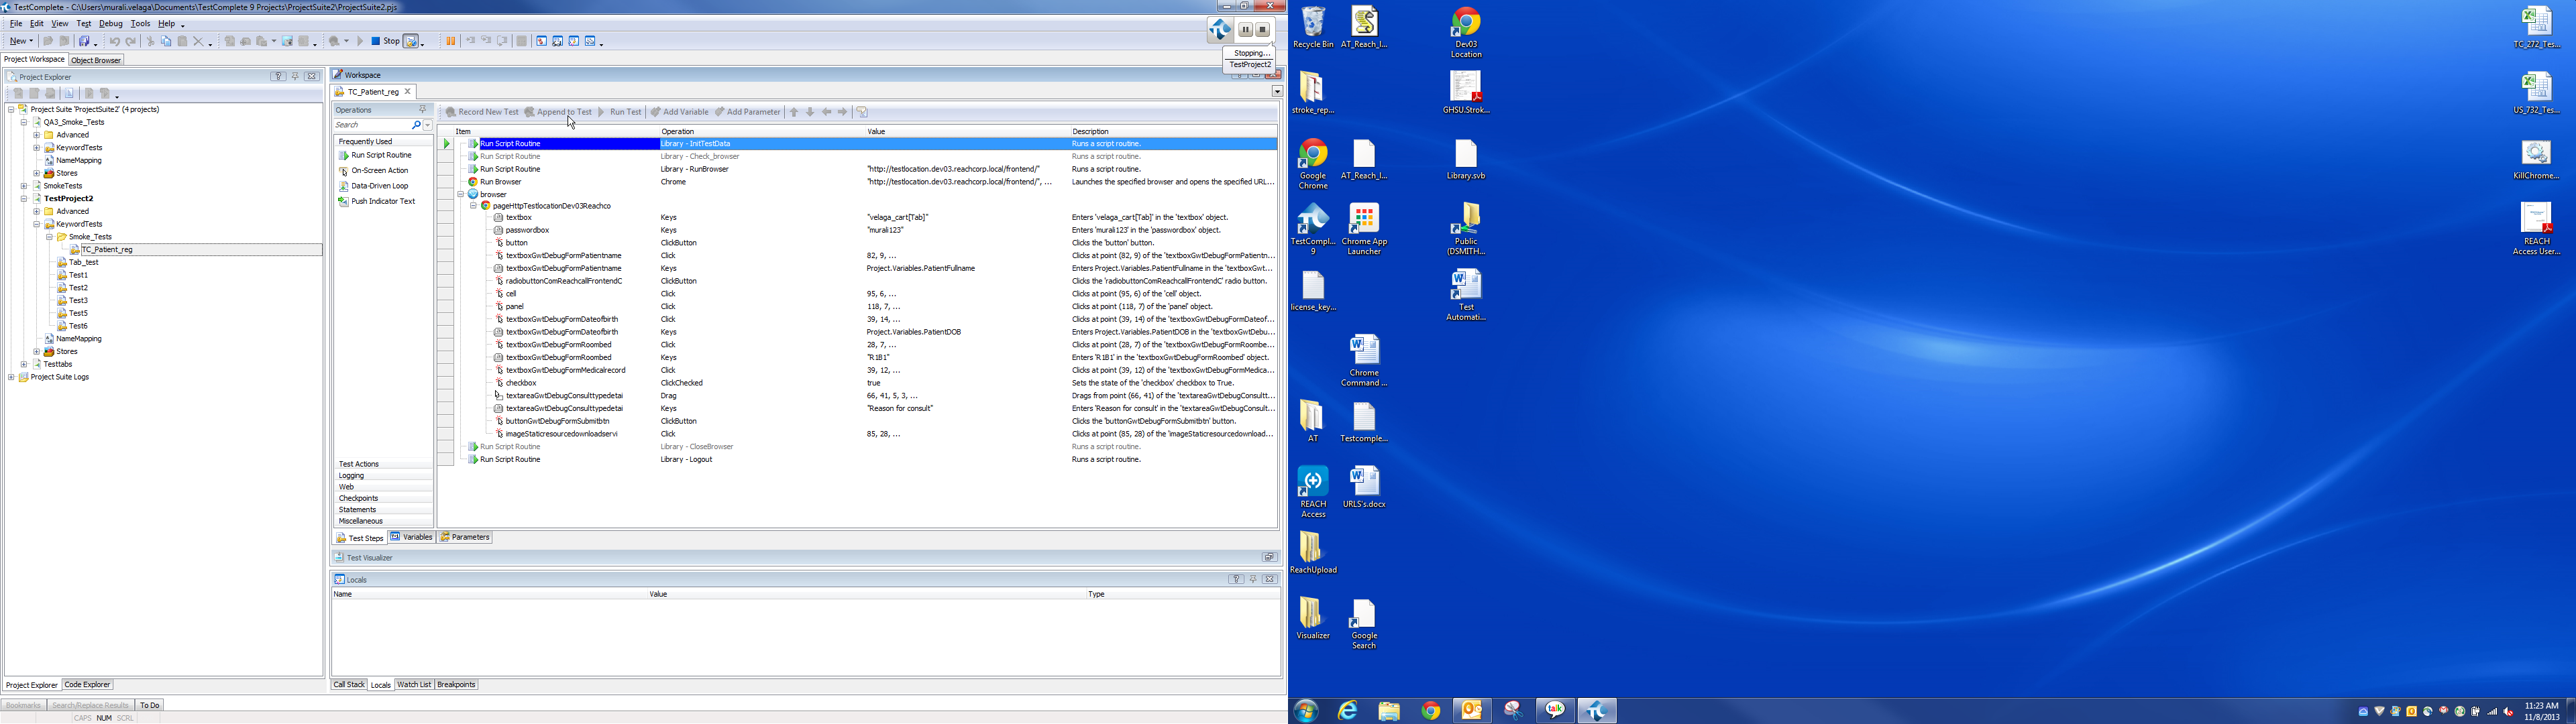 TestComplete - C:\Users\murali.velaga\Documents\TestComplete 9 Projects\ProjectSuite2\ProjectSuite2.pjs
File Edit View Test Debug Tools Help
New Stop
Stopping...
TestProject2
Project Workspace Object Browser
Project Explorer
Project Suite 'ProjectSuite2' (4 projects)
QA3_Smoke_Tests
Advanced
KeywordTests
NameMapping
Stores
SmokeTests
TestProject2
Advanced
KeywordTests
Smoke_Tests
TC_Patient_reg
Tab_test
Test1
Test2
Test3
Test5
Test6
NameMapping
Stores
Testtabs
Project Suite Logs
Project Explorer Code Explorer
Workspace
TC_Patient_reg
Operations
Search
Frequently Used
Run Script Routine
On-Screen Action
Data-Driven Loop
Push Indicator Text
Test Actions
Logging
Web
Checkpoints
Statements
Miscellaneous
Record New Test Append to Test Run Test Add Variable Add Parameter
Item Operation Value Description
Run Script Routine Library - InitTestData Runs a script routine.
Run Script Routine Library - Check_browser Runs a script routine.
Run Script Routine Library - RunBrowser "http://testlocation.dev03.reachcorp.local/frontend/" Runs a script routine.
Run Browser Chrome "http://testlocation.dev03.reachcorp.local/frontend/", ... Launches the specified browser and opens the specified URL...
browser
pageHttpTestlocationDev03Reachco
textbox Keys "velaga_cart[Tab]" Enters 'velaga_cart[Tab]' in the 'textbox' object.
passwordbox Keys "murali123" Enters 'murali123' in the 'passwordbox' object.
button ClickButton Clicks the 'button' button.
textboxGwtDebugFormPatientname Click 82, 9, ... Clicks at point (82, 9) of the 'textboxGwtDebugFormPatientn...
textboxGwtDebugFormPatientname Keys Project.Variables.PatientFullname Enters Project.Variables.PatientFullname in the 'textboxGwt...
radiobuttonComReachcallFrontendC ClickButton Clicks the 'radiobuttonComReachcallFrontendC' radio button.
cell Click 95, 6, ... Clicks at point (95, 6) of the 'cell' object.
panel Click 118, 7, ... Clicks at point (118, 7) of the 'panel' object.
textboxGwtDebugFormDateofbirth Click 39, 14, ... Clicks at point (39, 14) of the 'textboxGwtDebugFormDateof...
textboxGwtDebugFormDateofbirth Keys Project.Variables.PatientDOB Enters Project.Variables.PatientDOB in the 'textboxGwtDebu...
textboxGwtDebugFormRoombed Click 28, 7, ... Clicks at point (28, 7) of the 'textboxGwtDebugFormRoombe...
textboxGwtDebugFormRoombed Keys "R1B1" Enters 'R1B1' in the 'textboxGwtDebugFormRoombed' object.
textboxGwtDebugFormMedicalrecord Click 39, 12, ... Clicks at point (39, 12) of the 'textboxGwtDebugFormMedica...
checkbox ClickChecked true Sets the state of the 'checkbox' checkbox to True.
textareaGwtDebugConsulttypedetai Drag 66, 41, 5, 3, ... Drags from point (66, 41) of the 'textareaGwtDebugConsultt...
textareaGwtDebugConsulttypedetai Keys "Reason for consult" Enters 'Reason for consult' in the 'textareaGwtDebugConsult...
buttonGwtDebugFormSubmitbtn ClickButton Clicks the 'buttonGwtDebugFormSubmitbtn' button.
imageStaticresourcedownloadservi Click 85, 28, ... Clicks at point (85, 28) of the 'imageStaticresourcedownload...
Run Script Routine Library - CloseBrowser Runs a script routine.
Run Script Routine Library - Logout Runs a script routine.
Test Steps Variables Parameters
Test Visualizer
Locals
Name Value Type
Call Stack Locals Watch List Breakpoints
Bookmarks Search/Replace Results To Do
CAPS NUM SCRL
Recycle Bin AT_Reach_I... Dev03
Location
TC_272_Tes...
stroke_rep... GHSU.Strok... US_732_Tes...
Google
Chrome
AT_Reach_I... Library.svb KillChrome...
TestCompl...
9
Chrome App
Launcher
Public
(DSMITH...
REACH
Access User...
license_key... Test
Automati...
Chrome
Command ...
AT Testcomple...
REACH
Access
URLS's.docx
ReachUpload
Visualizer Google
Search
talk
11:23 AM
11/8/2013